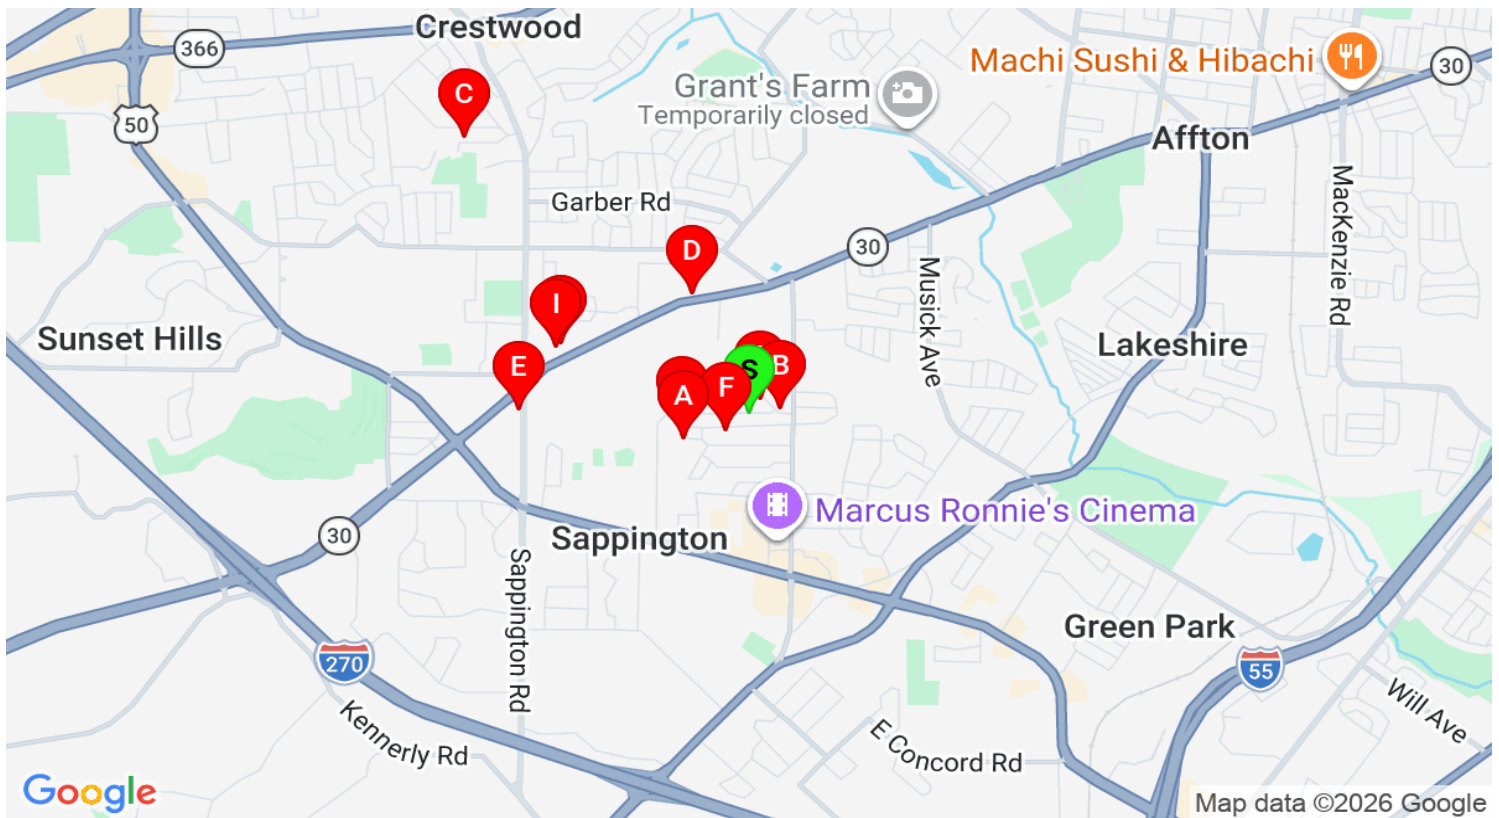 Crestwood
366
Machi Sushi & Hibachi
30
Grant's Farm
Temporarily closed
C
50
Affton
Garber Rd
MacKenzie Rd
D
30
Musick Ave
I
Sunset Hills
Lakeshire
E
S
B
F
A
Marcus Ronnie's Cinema
30
Sappington
Sappington Rd
Green Park
270
55
Kennerly Rd
Will Ave
E Concord Rd
Google
Map data ©2026 Google